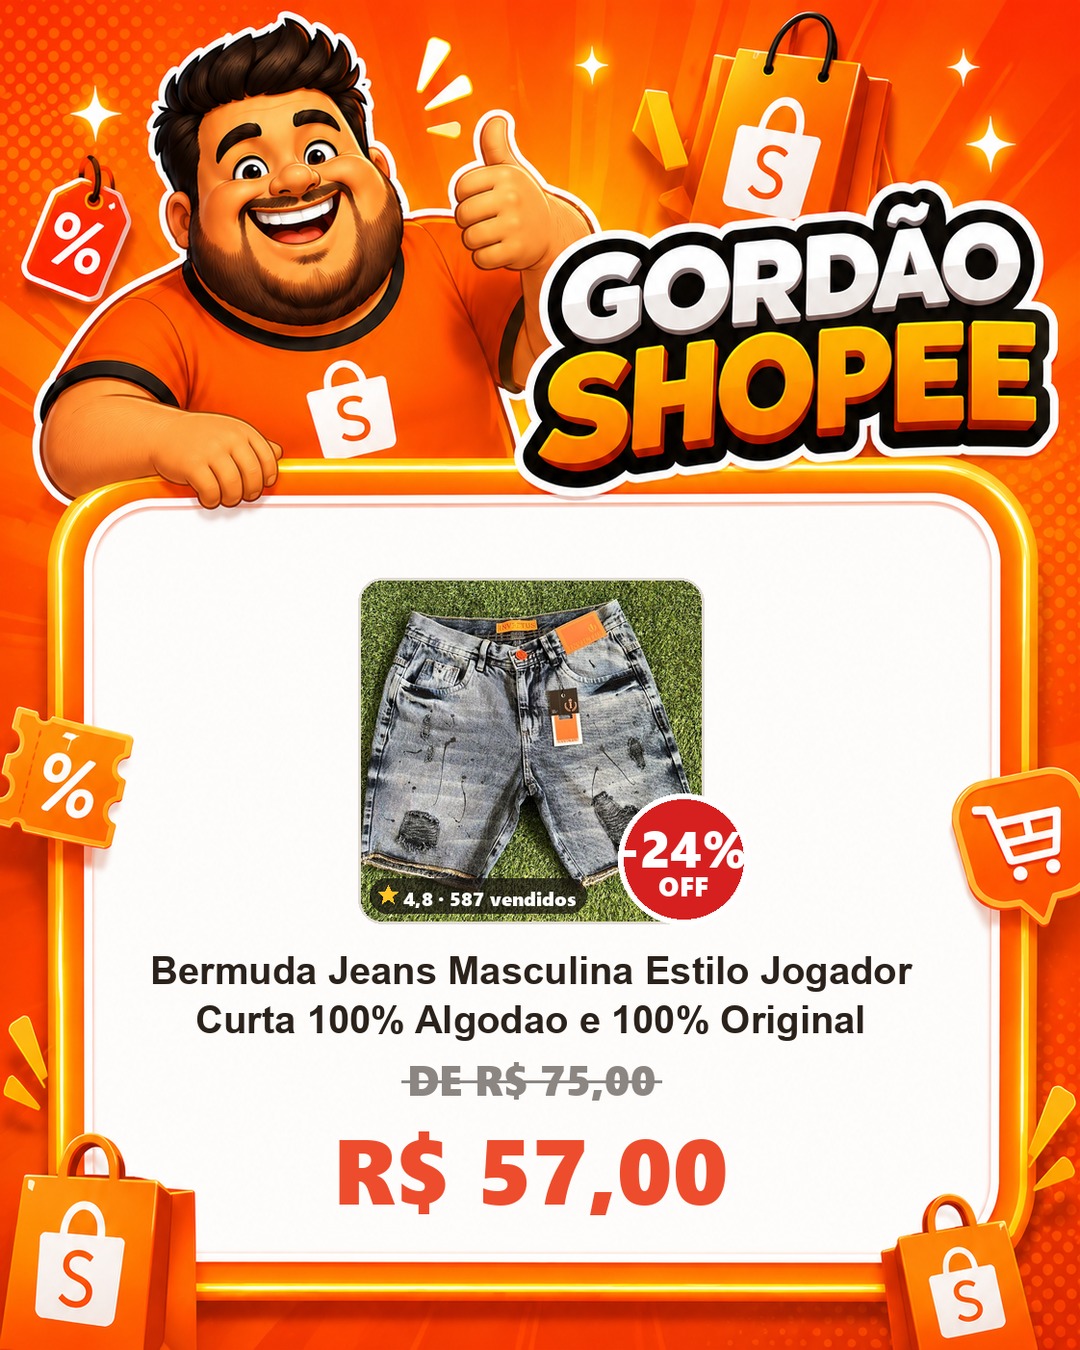 %
S
S
GORDÃO
SHOPEE
%
INVICTUS
-24%
OFF
4,8 · 587 vendidos
Bermuda Jeans Masculina Estilo Jogador
Curta 100% Algodao e 100% Original
DE R$ 75,00
R$ 57,00
S
S